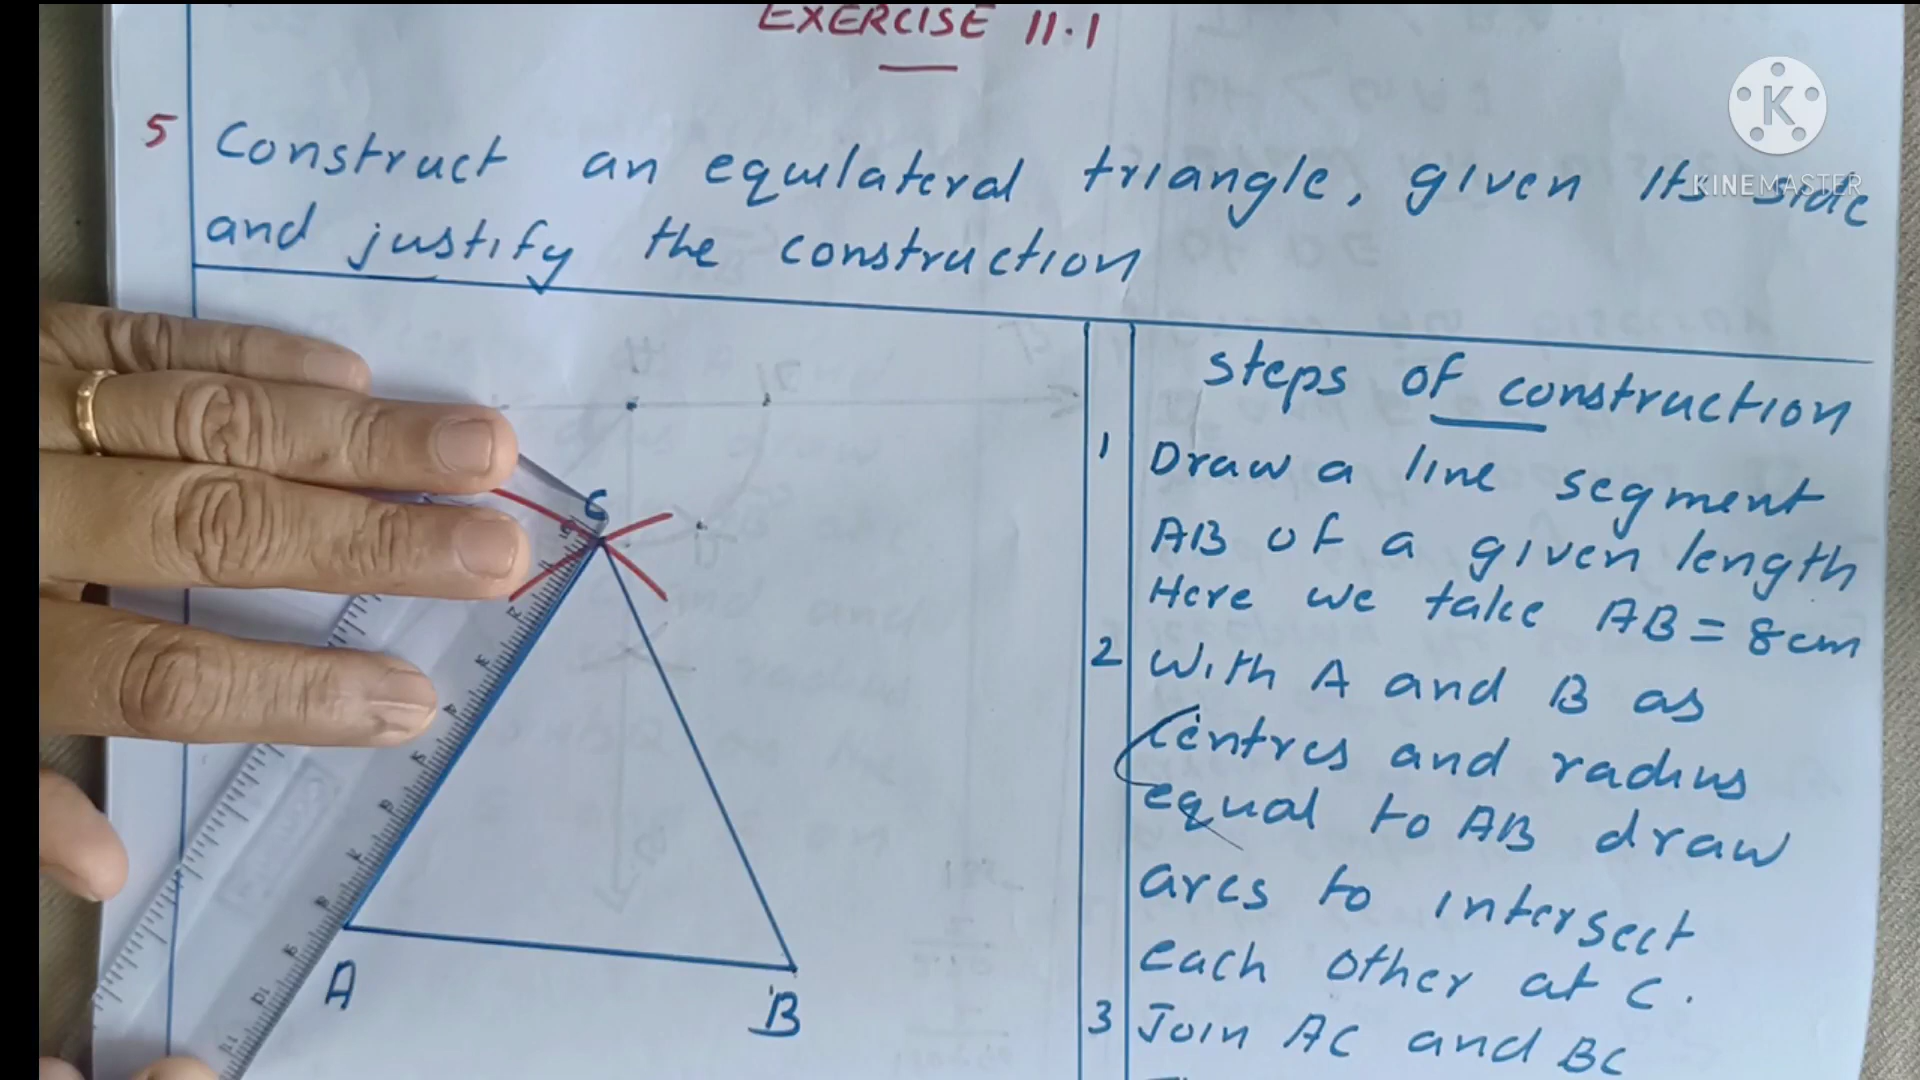 EXERCISE 11.1
5 Construct an equilateral triangle, given its side
and justify the construction
K
KINEMASTER
C
A
B
Steps of construction
1 Draw a line segment
AB of a given length
Here we take AB = 8cm
2 With A and B as
Centres and radius
equal to AB draw
arcs to intersect
each other at C.
3 Join AC and BC